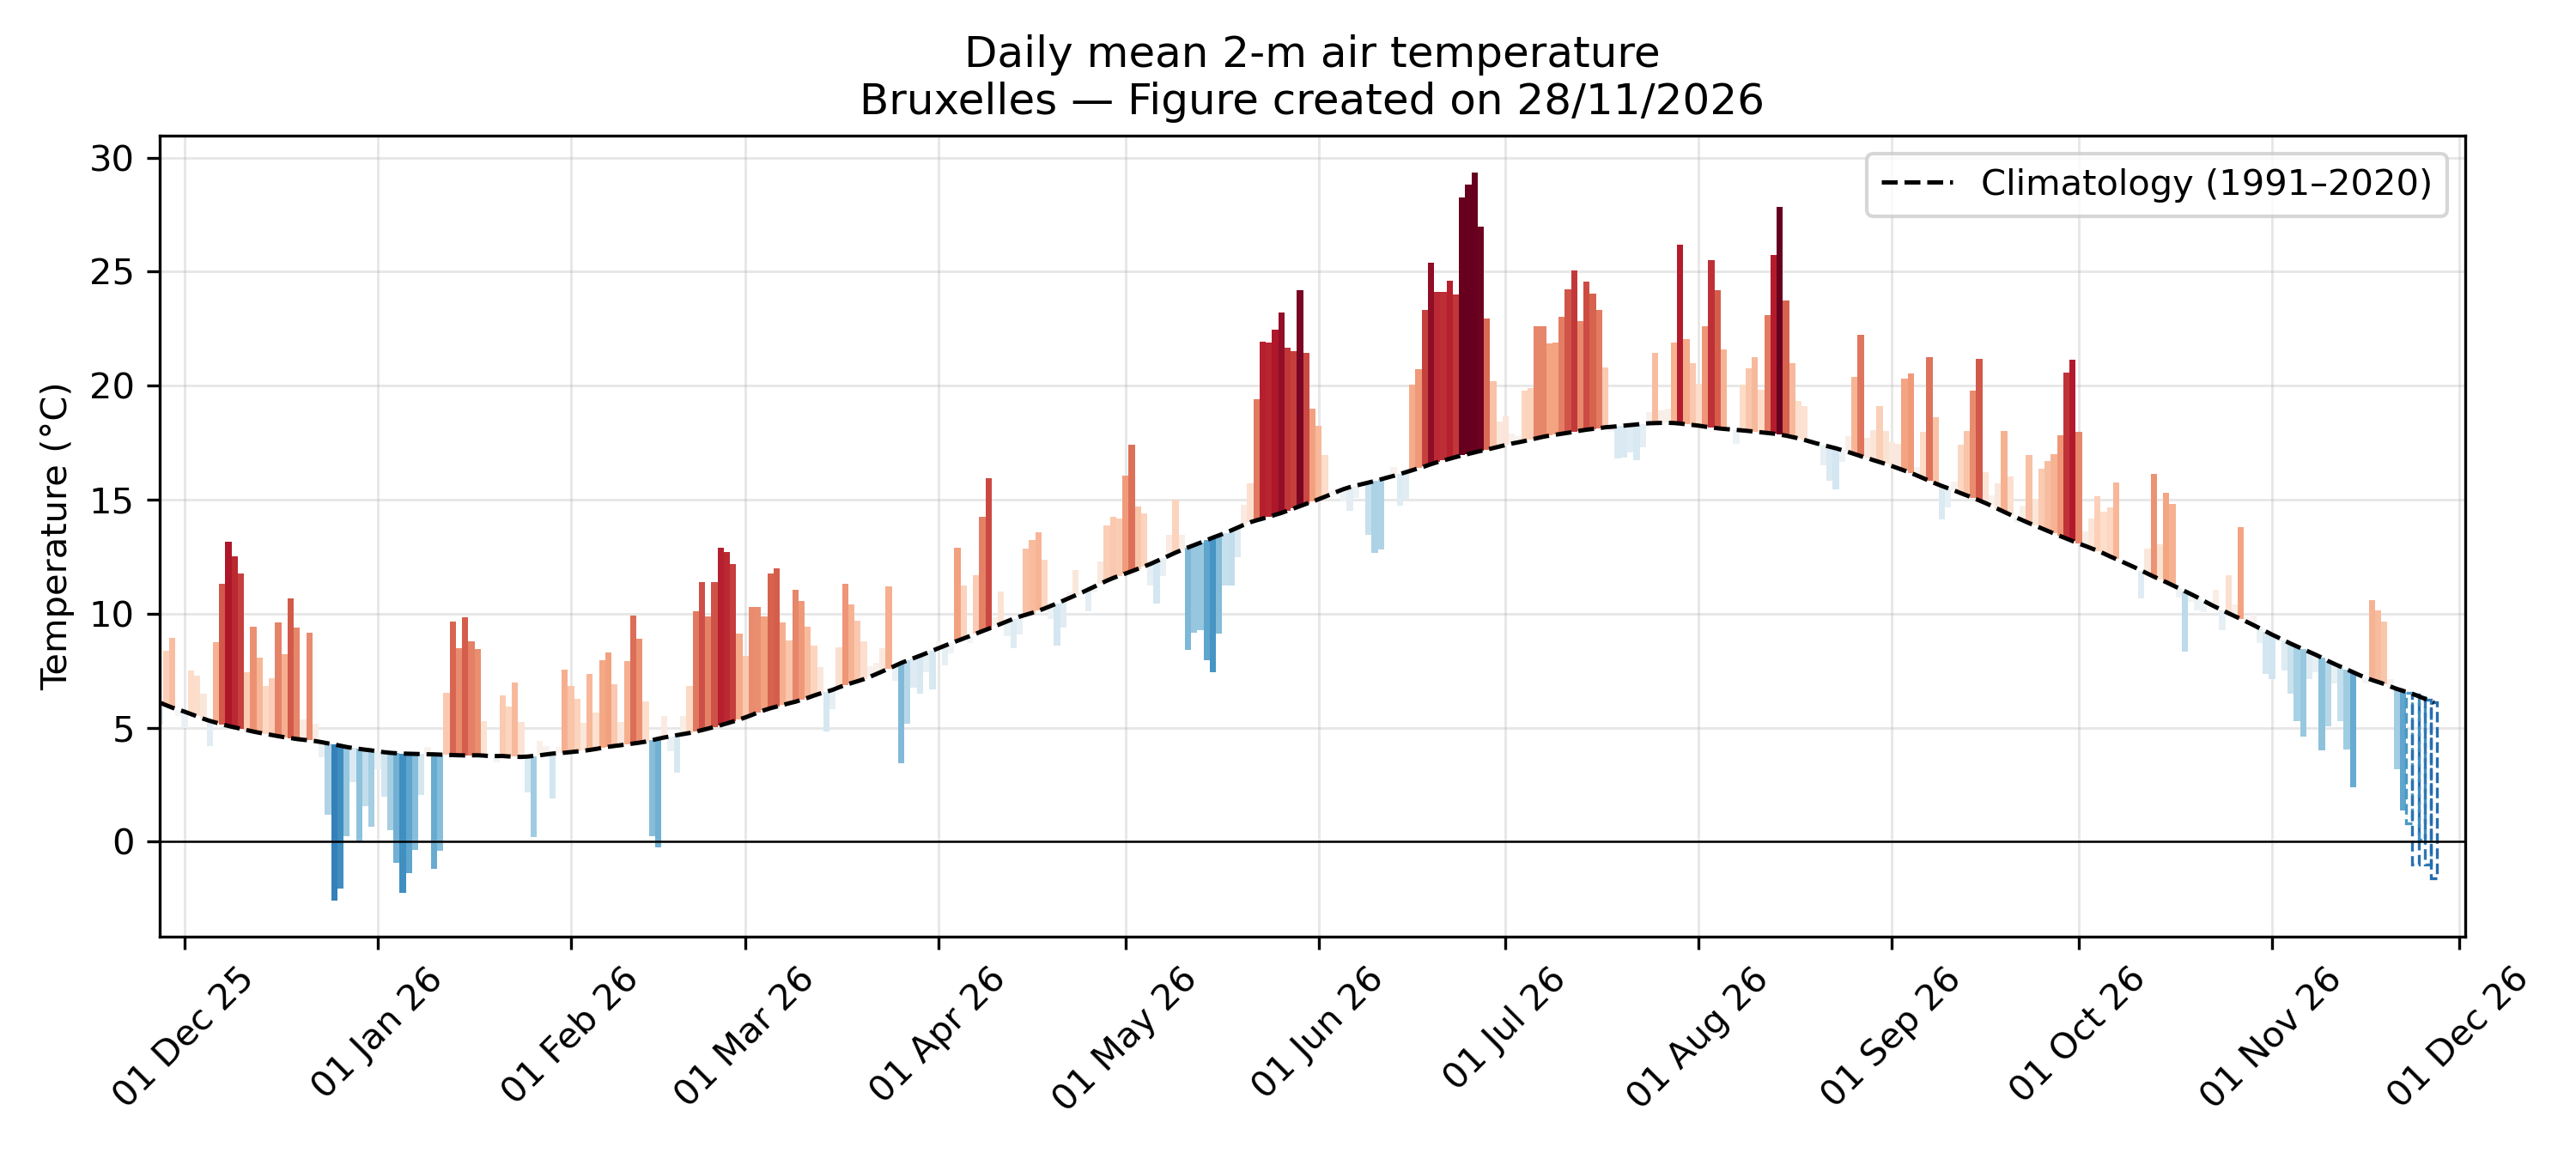 Daily mean 2-m air temperature
Bruxelles — Figure created on 28/11/2026
Climatology (1991–2020)
Temperature (°C)
30
25
20
15
10
5
0
01 Dec 25
01 Jan 26
01 Feb 26
01 Mar 26
01 Apr 26
01 May 26
01 Jun 26
01 Jul 26
01 Aug 26
01 Sep 26
01 Oct 26
01 Nov 26
01 Dec 26